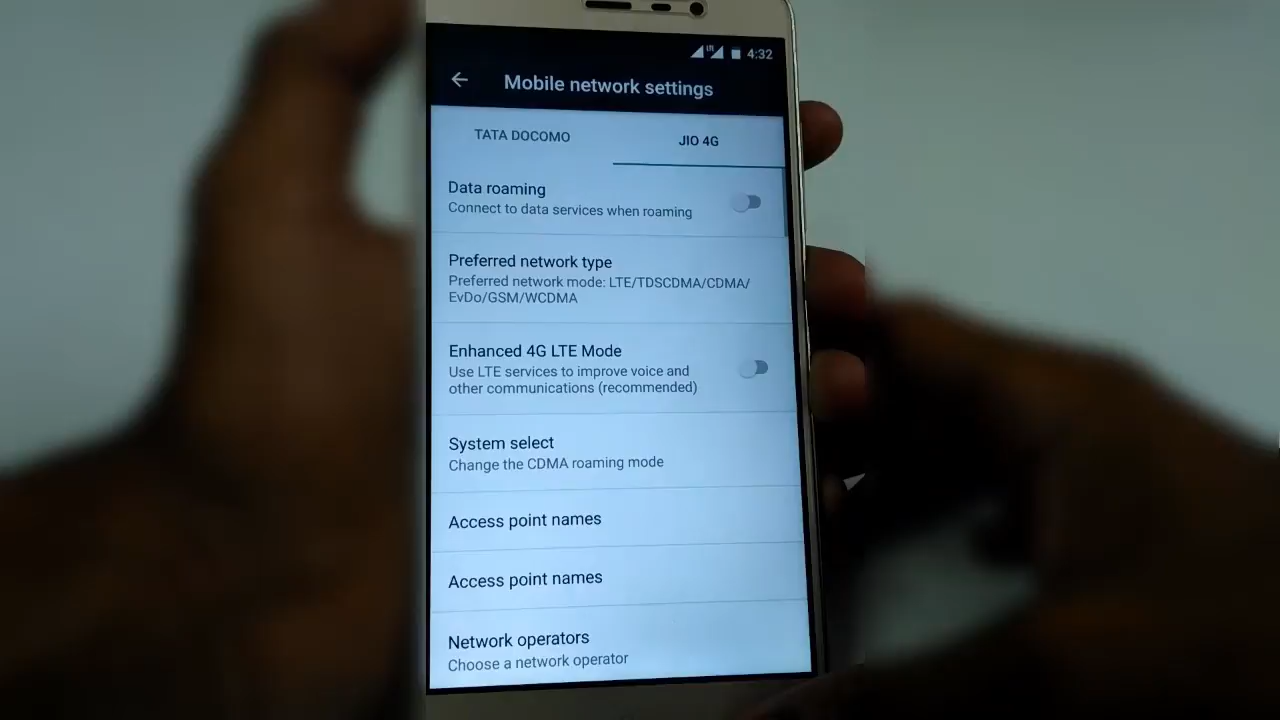 LTE 4:32
Mobile network settings
TATA DOCOMO JIO 4G
Data roaming
Connect to data services when roaming
Preferred network type
Preferred network mode: LTE/TDSCDMA/CDMA/
EvDo/GSM/WCDMA
Enhanced 4G LTE Mode
Use LTE services to improve voice and
other communications (recommended)
System select
Change the CDMA roaming mode
Access point names
Access point names
Network operators
Choose a network operator